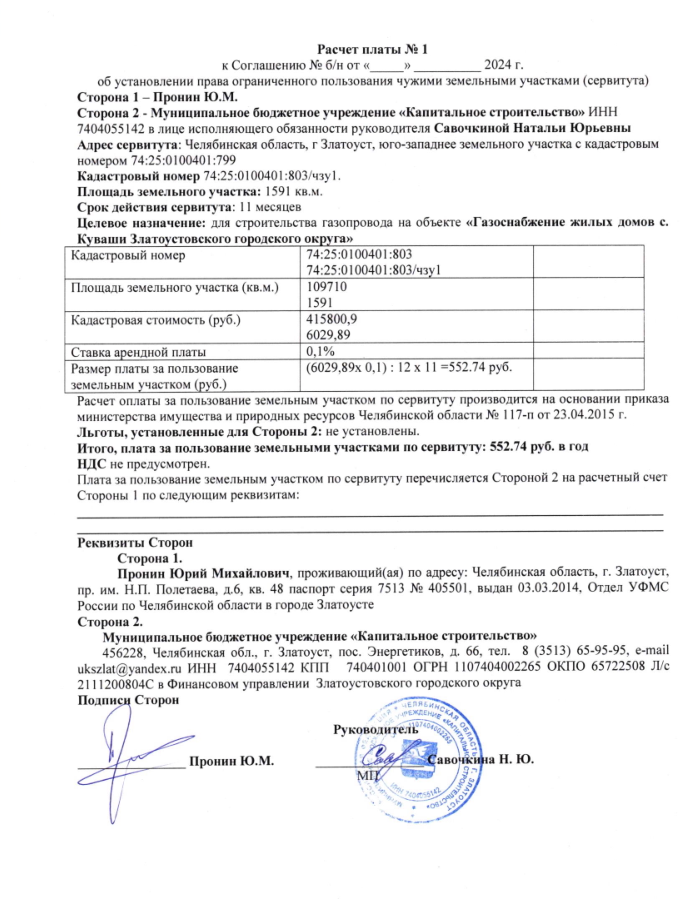 Расчет платы № 1
к Соглашению № б/н от «_____» __________ 2024 г.
об установлении права ограниченного пользования чужими земельными участками (сервитута)
Сторона 1 – Пронин Ю.М.
Сторона 2 - Муниципальное бюджетное учреждение «Капитальное строительство» ИНН
7404055142 в лице исполняющего обязанности руководителя Савочкиной Натальи Юрьевны
Адрес сервитута: Челябинская область, г Златоуст, юго-западнее земельного участка с кадастровым
номером 74:25:0100401:799
Кадастровый номер 74:25:0100401:803/чзу1.
Площадь земельного участка: 1591 кв.м.
Срок действия сервитута: 11 месяцев
Целевое назначение: для строительства газопровода на объекте «Газоснабжение жилых домов с.
Куваши Златоустовского городского округа»
Кадастровый номер 74:25:0100401:803
74:25:0100401:803/чзу1
Площадь земельного участка (кв.м.) 109710
1591
Кадастровая стоимость (руб.) 415800,9
6029,89
Ставка арендной платы 0,1%
Размер платы за пользование (6029,89х 0,1) : 12 х 11 =552.74 руб.
земельным участком (руб.)
Расчет оплаты за пользование земельным участком по сервитуту производится на основании приказа
министерства имущества и природных ресурсов Челябинской области № 117-п от 23.04.2015 г.
Льготы, установленные для Стороны 2: не установлены.
Итого, плата за пользование земельными участками по сервитуту: 552.74 руб. в год
НДС не предусмотрен.
Плата за пользование земельным участком по сервитуту перечисляется Стороной 2 на расчетный счет
Стороны 1 по следующим реквизитам:
Реквизиты Сторон
Сторона 1.
Пронин Юрий Михайлович, проживающий(ая) по адресу: Челябинская область, г. Златоуст,
пр. им. Н.П. Полетаева, д.6, кв. 48 паспорт серия 7513 № 405501, выдан 03.03.2014, Отдел УФМС
России по Челябинской области в городе Златоусте
Сторона 2.
Муниципальное бюджетное учреждение «Капитальное строительство»
456228, Челябинская обл., г. Златоуст, пос. Энергетиков, д. 66, тел. 8 (3513) 65-95-95, e-mail
ukszlat@yandex.ru ИНН 7404055142 КПП 740401001 ОГРН 1107404002265 ОКПО 65722508 Л/с
2111200804С в Финансовом управлении Златоустовского городского округа
Подписи Сторон
Руководитель
Пронин Ю.М. Савочкина Н. Ю.
МП